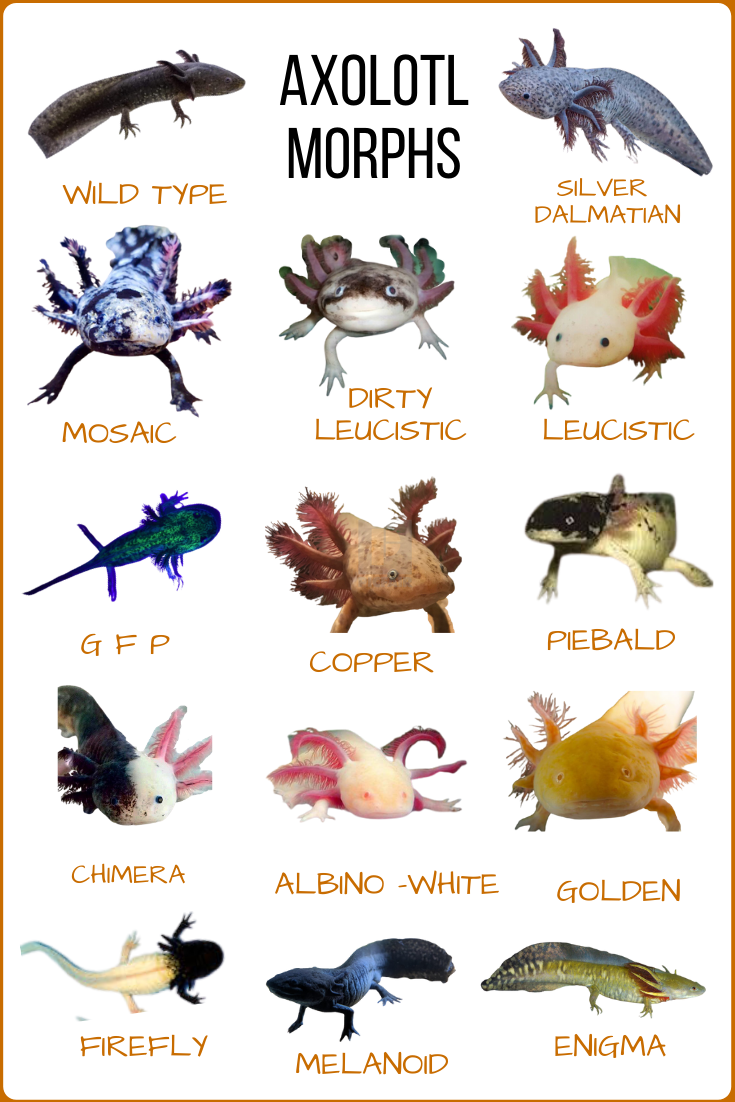 AXOLOTL
MORPHS
WILD TYPE
SILVER
DALMATIAN
MOSAIC
DIRTY
LEUCISTIC
LEUCISTIC
G F P
COPPER
PIEBALD
CHIMERA
ALBINO -WHITE
GOLDEN
FIREFLY
MELANOID
ENIGMA